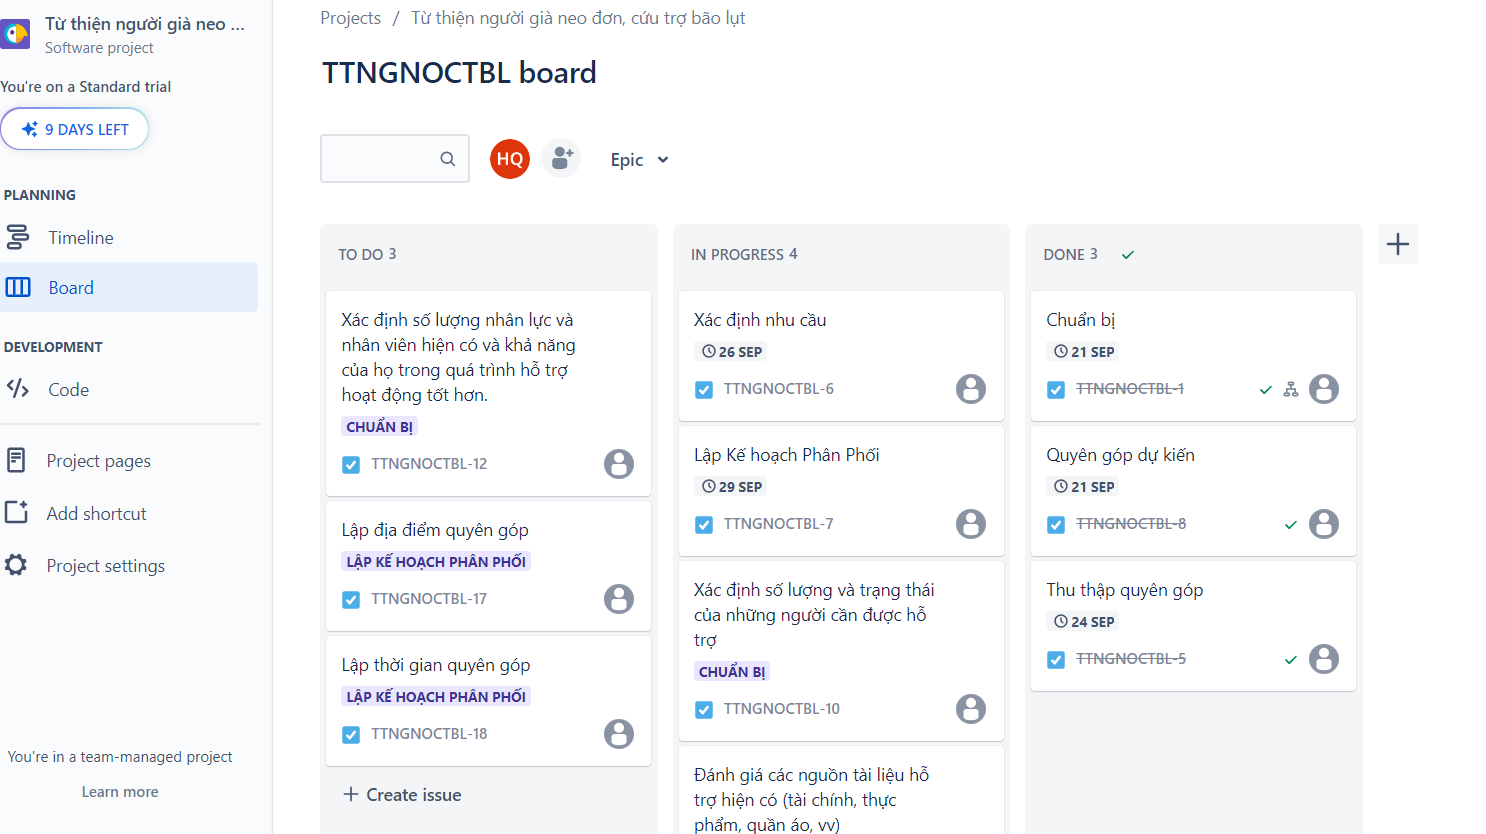 Từ thiện người già neo ...
Software project
You're on a Standard trial
9 DAYS LEFT
PLANNING
Timeline
Board
DEVELOPMENT
Code
Project pages
Add shortcut
Project settings
You're in a team-managed project
Learn more
Projects / Từ thiện người già neo đơn, cứu trợ bão lụt
TTNGNOCTBL board
HQ
Epic
TO DO 3
Xác định số lượng nhân lực và
nhân viên hiện có và khả năng
của họ trong quá trình hỗ trợ
hoạt động tốt hơn.
CHUẨN BỊ
TTNGNOCTBL-12
Lập địa điểm quyên góp
LẬP KẾ HOẠCH PHÂN PHỐI
TTNGNOCTBL-17
Lập thời gian quyên góp
LẬP KẾ HOẠCH PHÂN PHỐI
TTNGNOCTBL-18
Create issue
IN PROGRESS 4
Xác định nhu cầu
26 SEP
TTNGNOCTBL-6
Lập Kế hoạch Phân Phối
29 SEP
TTNGNOCTBL-7
Xác định số lượng và trạng thái
của những người cần được hỗ
trợ
CHUẨN BỊ
TTNGNOCTBL-10
Đánh giá các nguồn tài liệu hỗ
trợ hiện có (tài chính, thực
phẩm, quần áo, vv)
DONE 3
Chuẩn bị
21 SEP
TTNGNOCTBL-1
Quyên góp dự kiến
21 SEP
TTNGNOCTBL-8
Thu thập quyên góp
24 SEP
TTNGNOCTBL-5